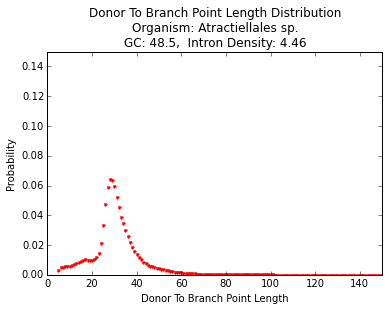 Donor To Branch Point Length Distribution
Organism: Atractiellales sp.
GC: 48.5,  Intron Density: 4.46
0.14
0.12
0.10
0.08
0.06
0.04
0.02
0.00
Probability
0 20 40 60 80 100 120 140
Donor To Branch Point Length